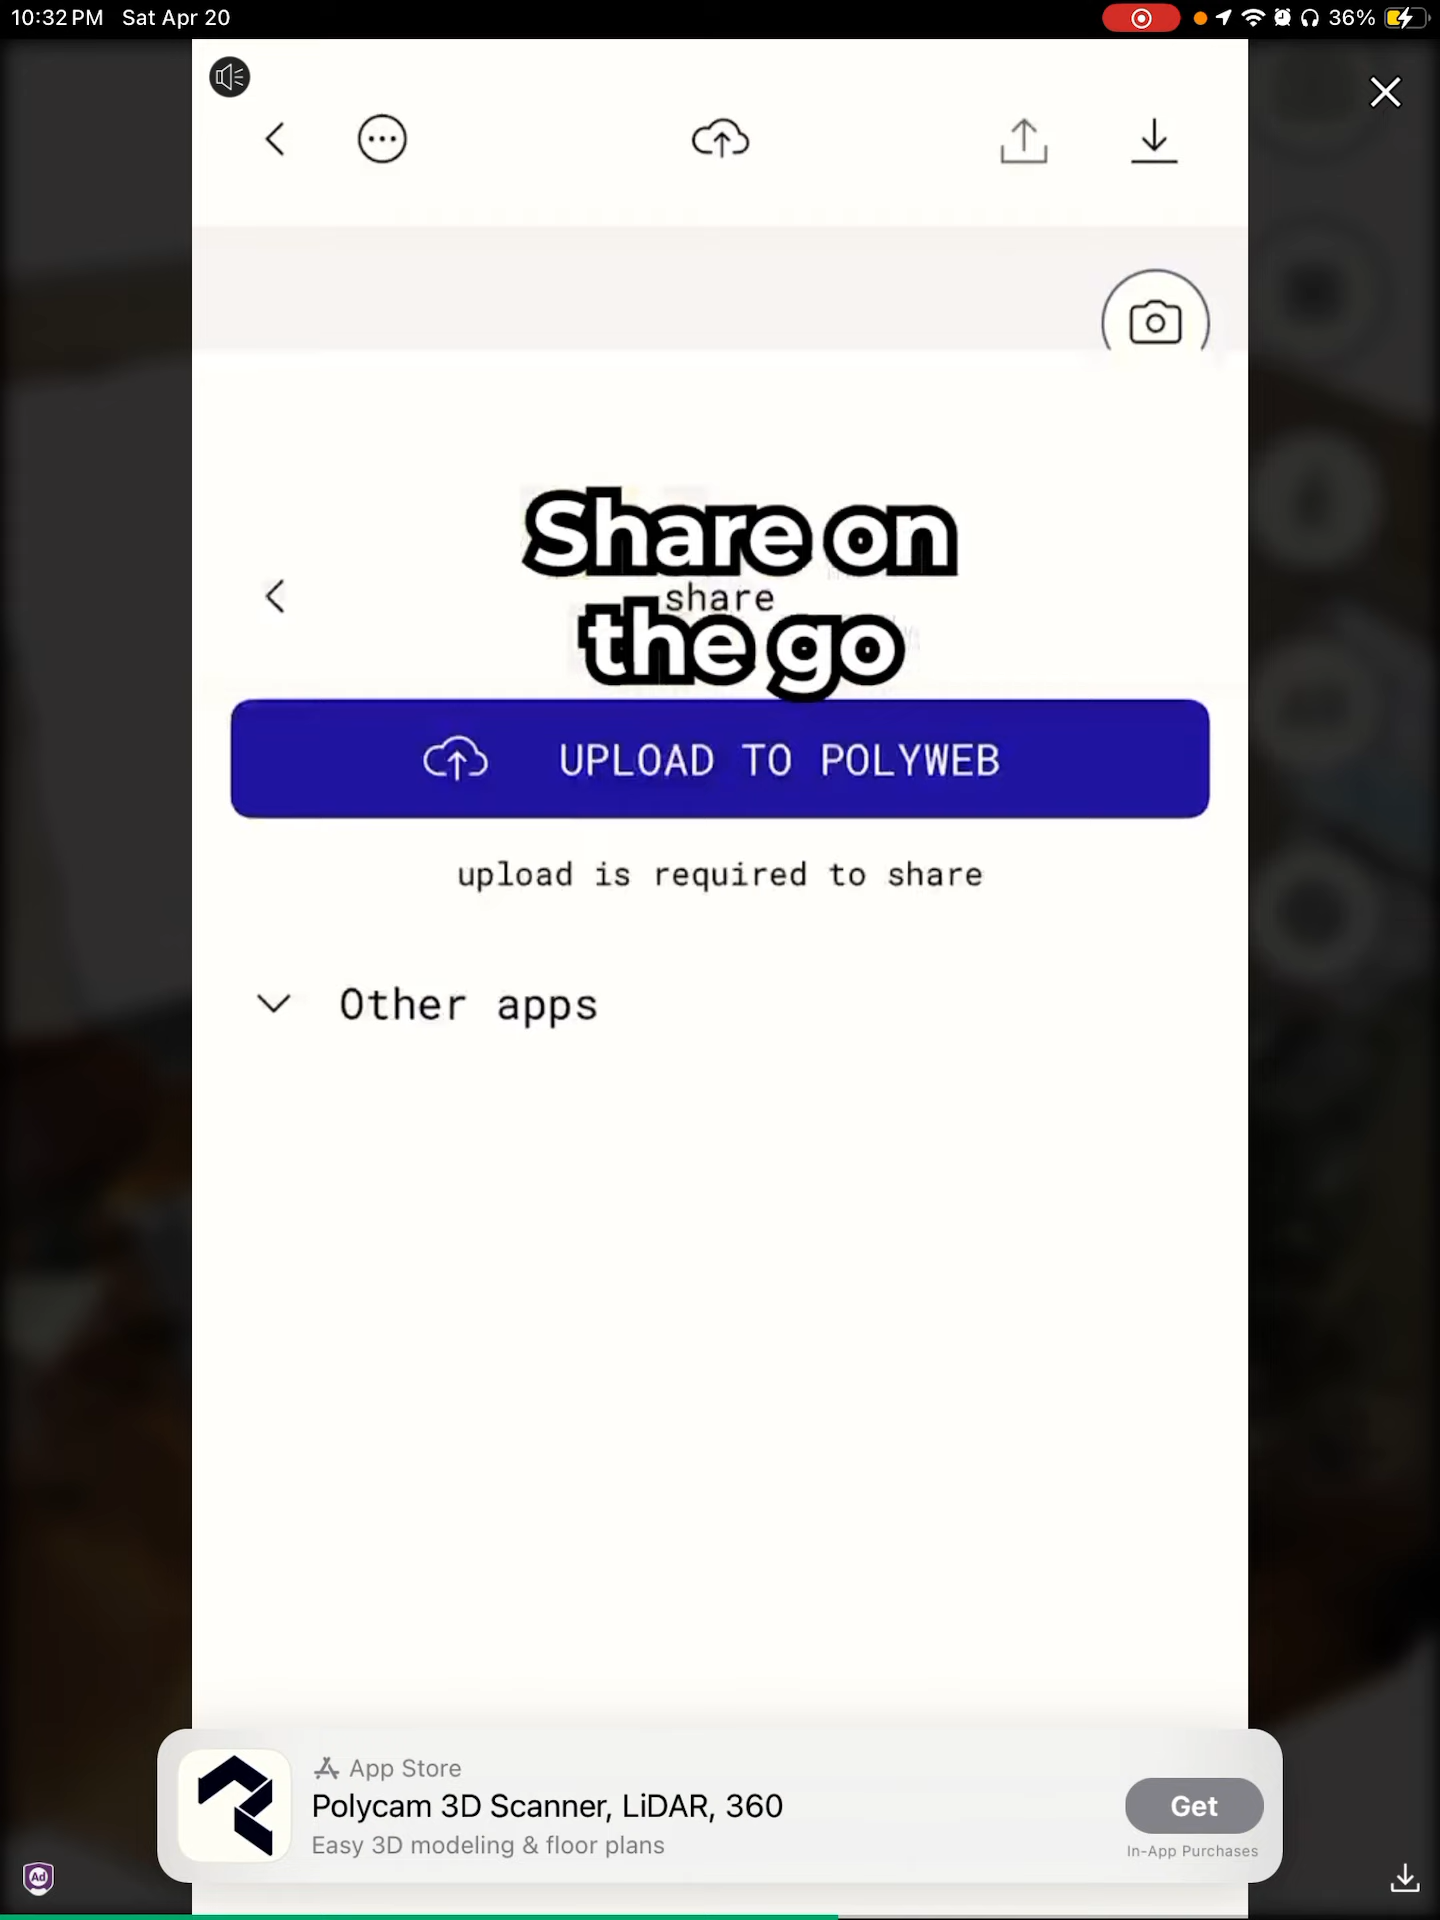 10:32 PM Sat Apr 20
36%
Share on
share
the go
UPLOAD TO POLYWEB
upload is required to share
Other apps
App Store
Polycam 3D Scanner, LiDAR, 360
Easy 3D modeling & floor plans
Get
In-App Purchases
Ad